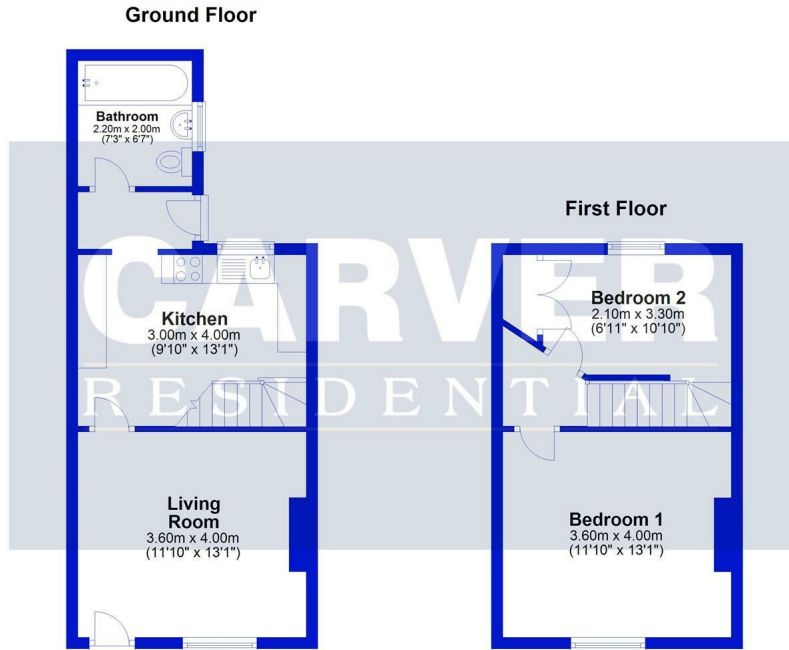 Ground Floor
Bathroom
2.20m x 2.00m
(7'3" x 6'7")
First Floor
CARVER
RESIDENTIAL
Kitchen
3.00m x 4.00m
(9'10" x 13'1")
Bedroom 2
2.10m x 3.30m
(6'11" x 10'10")
Living
Room
3.60m x 4.00m
(11'10" x 13'1")
Bedroom 1
3.60m x 4.00m
(11'10" x 13'1")